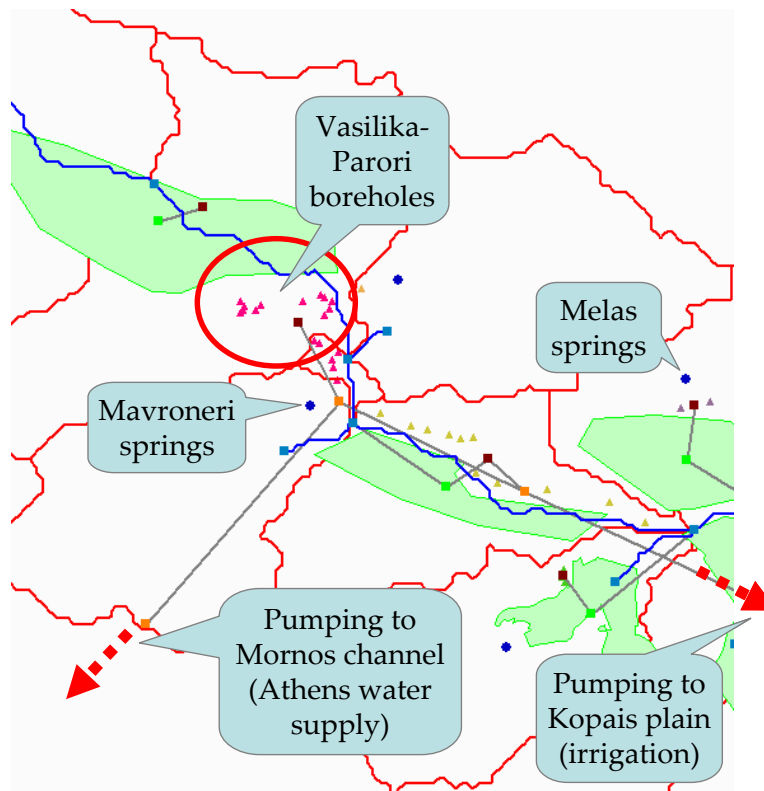 Vasilika-
Parori
boreholes
Melas
springs
Mavroneri
springs
Pumping to
Mornos channel
(Athens water
supply)
Pumping to
Kopais plain
(irrigation)